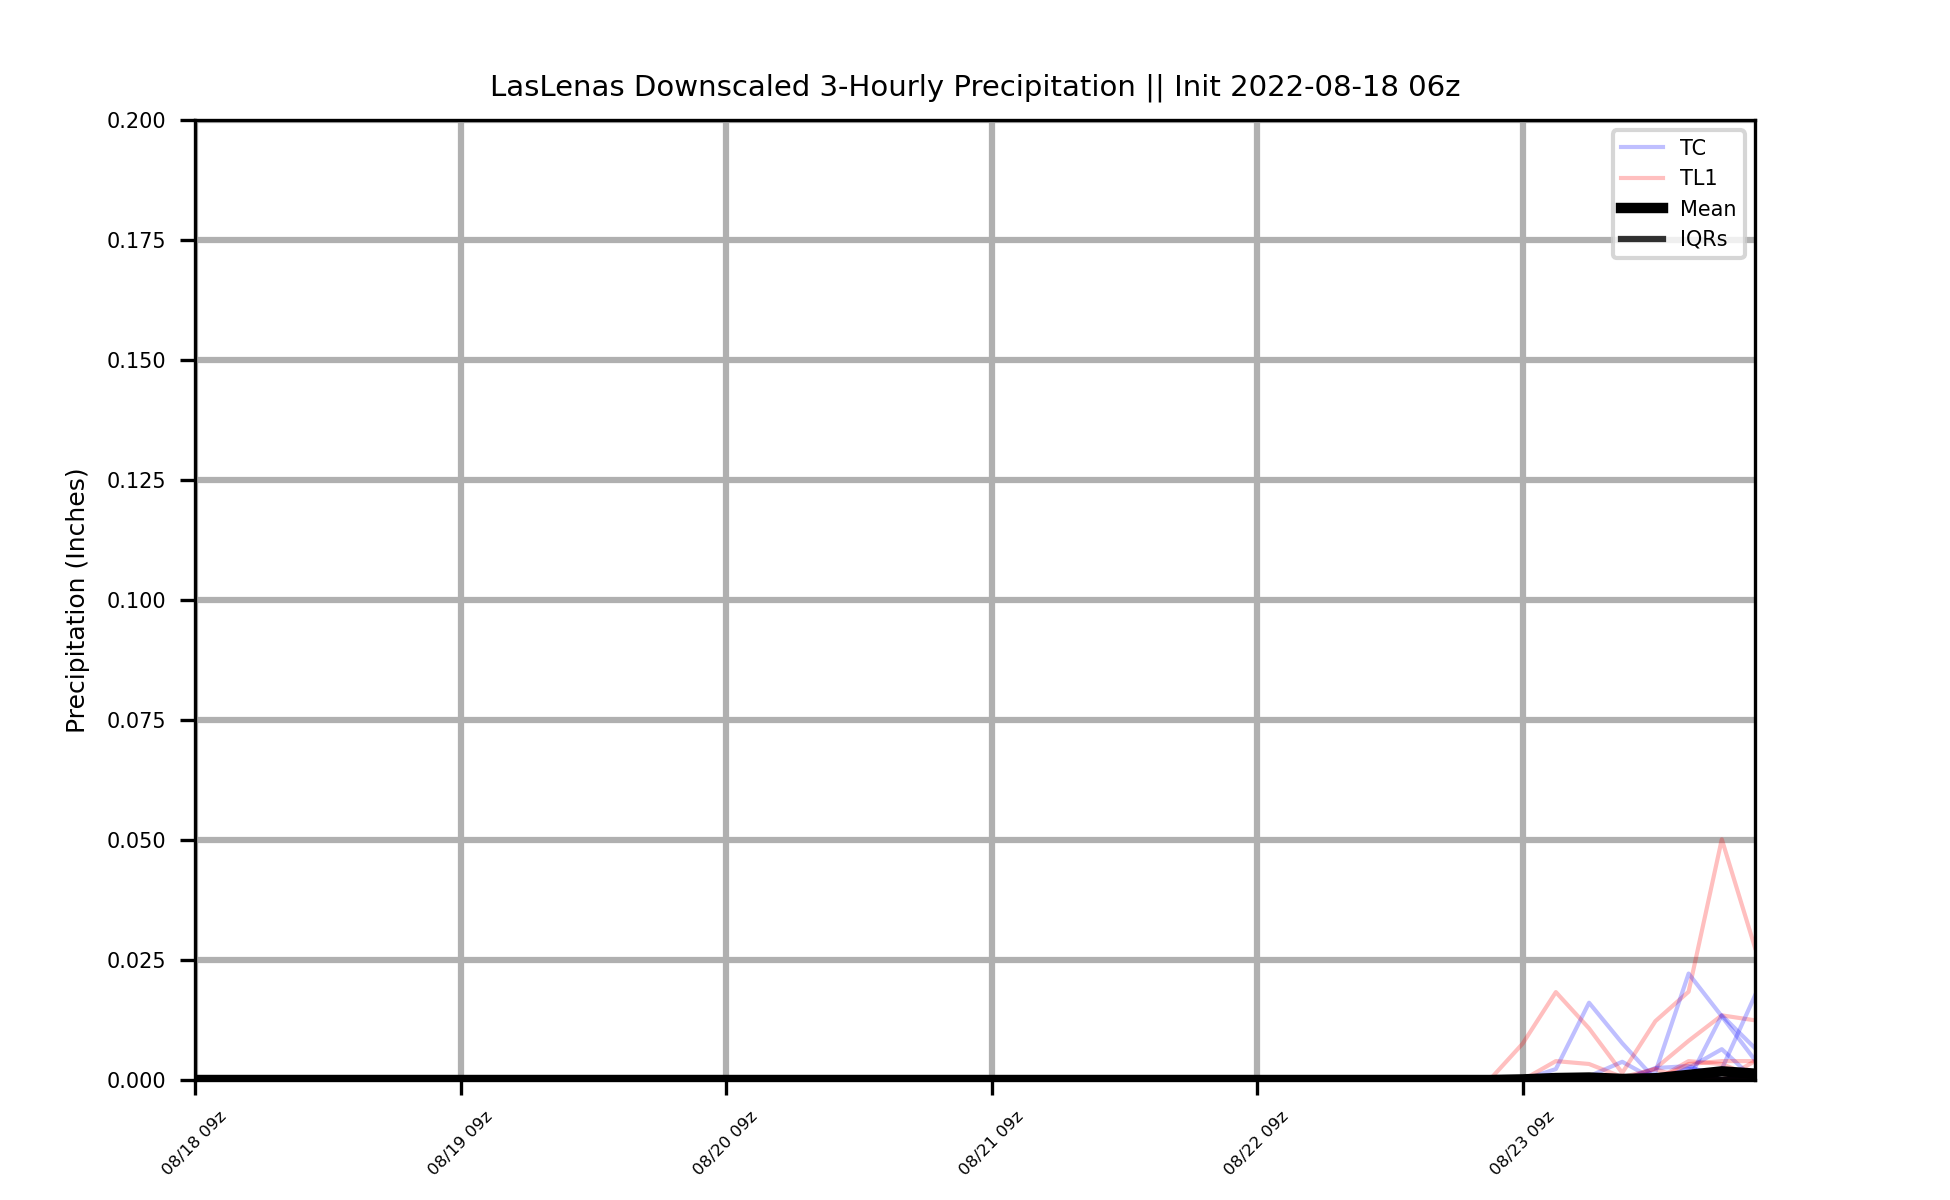 LasLenas Downscaled 3-Hourly Precipitation || Init 2022-08-18 06z
0.200
0.175
0.150
0.125
0.100
0.075
0.050
0.025
0.000
Precipitation (Inches)
TC
TL1
Mean
IQRs
08/18 09z
08/19 09z
08/20 09z
08/21 09z
08/22 09z
08/23 09z